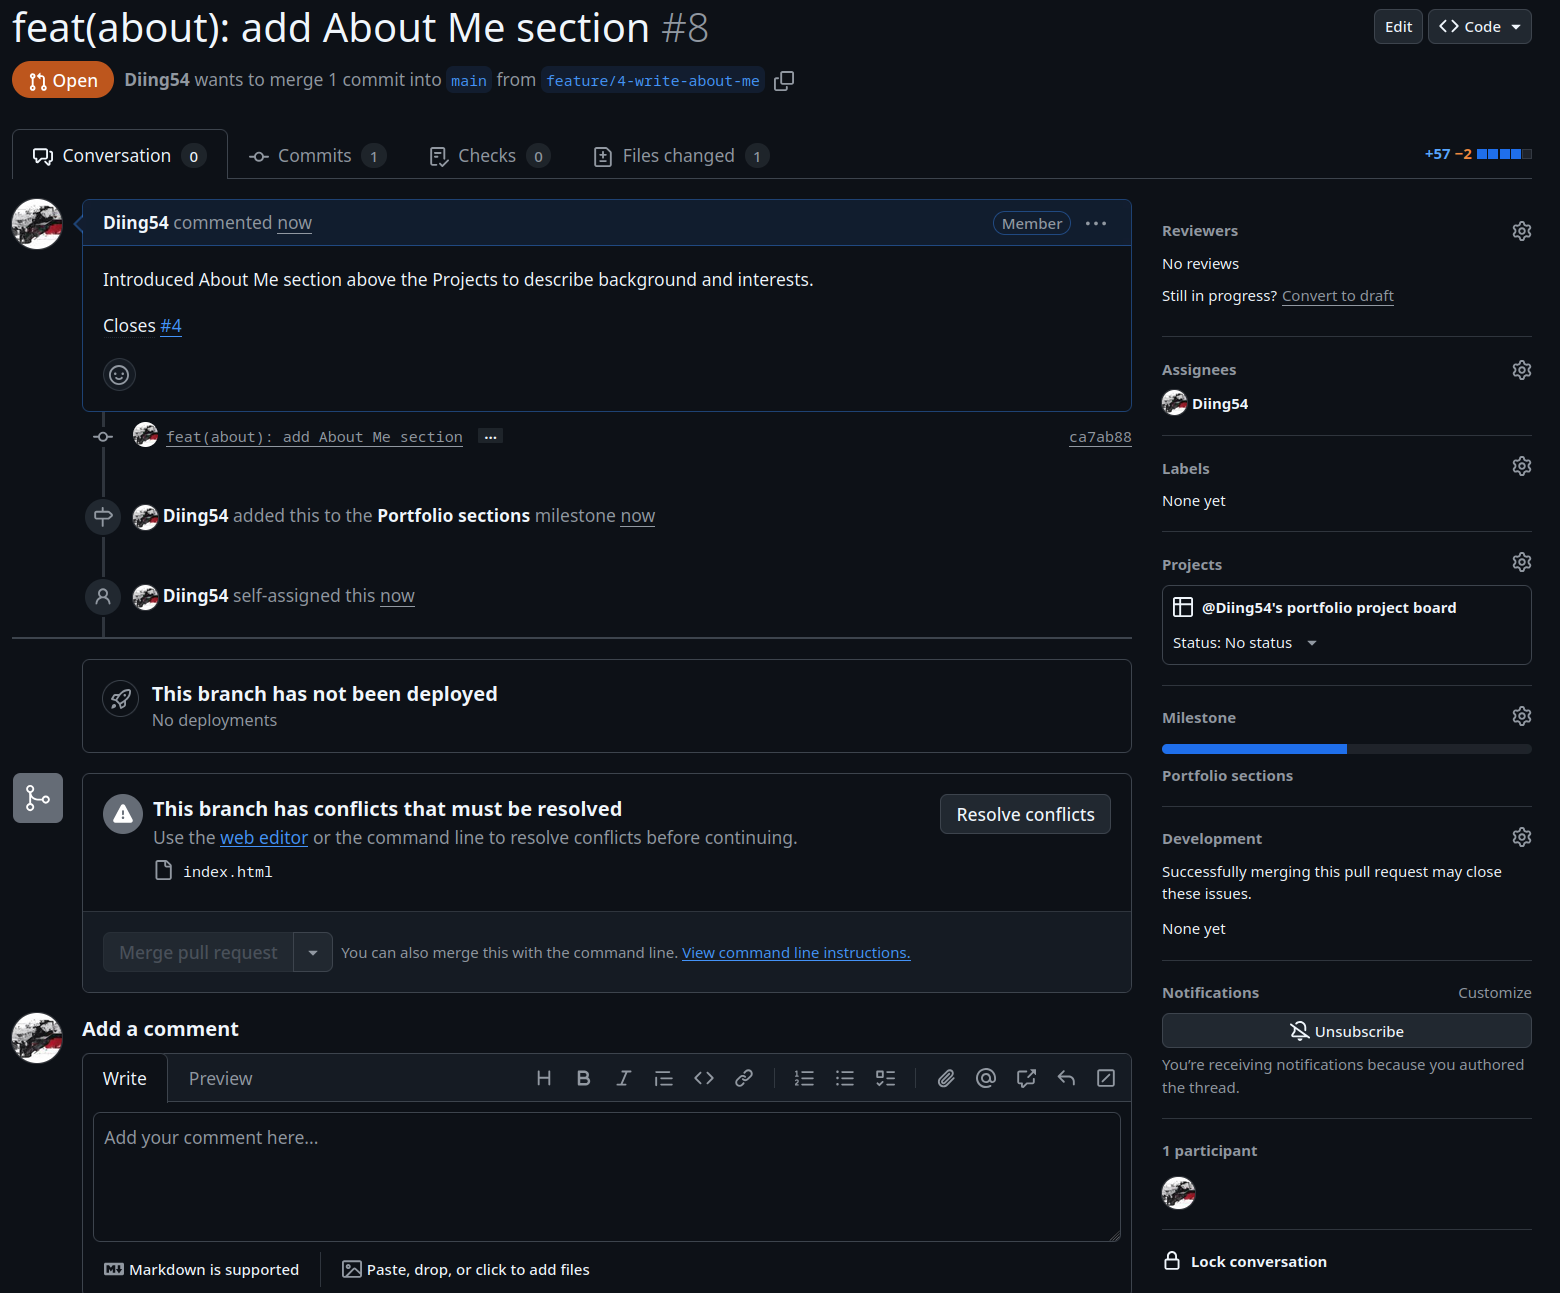 feat(about): add About Me section #8
Edit
Code
Open
Diing54 wants to merge 1 commit into main from feature/4-write-about-me
Conversation 0
Commits 1
Checks 0
Files changed 1
+57 −2
Diing54 commented now
Member
Introduced About Me section above the Projects to describe background and interests.
Closes #4
feat(about): add About Me section ...
ca7ab88
Diing54 added this to the Portfolio sections milestone now
Diing54 self-assigned this now
This branch has not been deployed
No deployments
This branch has conflicts that must be resolved
Use the web editor or the command line to resolve conflicts before continuing.
index.html
Resolve conflicts
Merge pull request
You can also merge this with the command line. View command line instructions.
Add a comment
Write
Preview
Add your comment here...
Markdown is supported
Paste, drop, or click to add files
Reviewers
No reviews
Still in progress? Convert to draft
Assignees
Diing54
Labels
None yet
Projects
@Diing54's portfolio project board
Status: No status
Milestone
Portfolio sections
Development
Successfully merging this pull request may close
these issues.
None yet
Notifications
Customize
Unsubscribe
You're receiving notifications because you authored
the thread.
1 participant
Lock conversation